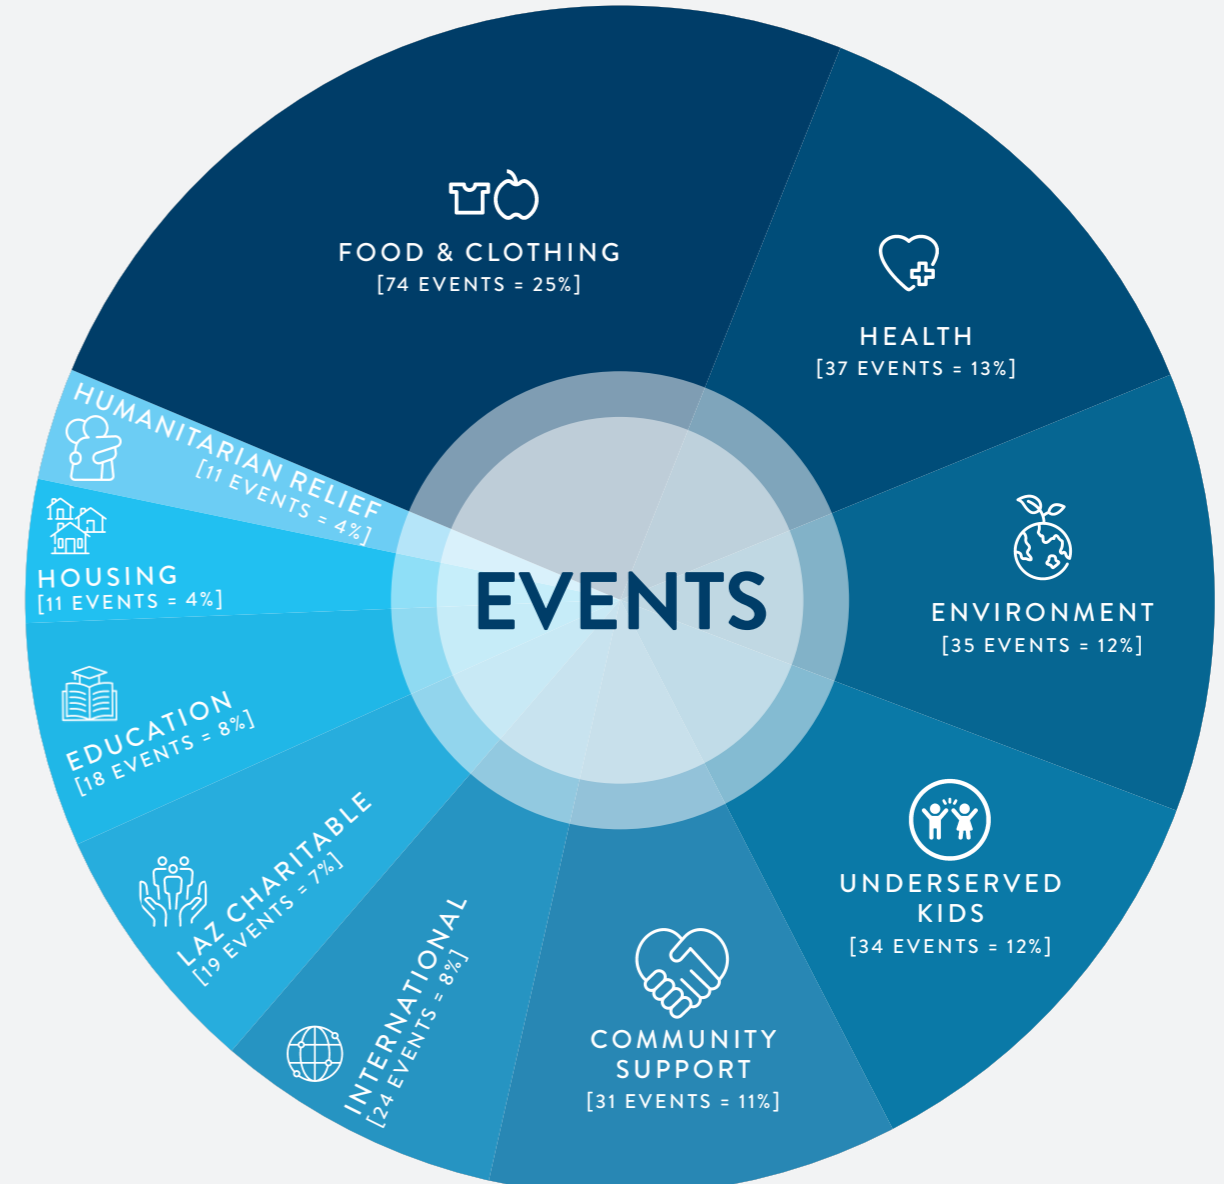 FOOD & CLOTHING
[74 EVENTS = 25%]
HEALTH
[37 EVENTS = 13%]
ENVIRONMENT
[35 EVENTS = 12%]
UNDERSERVED
KIDS
[34 EVENTS = 12%]
COMMUNITY
SUPPORT
[31 EVENTS = 11%]
INTERNATIONAL
[24 EVENTS = 8%]
LAZ CHARITABLE
[19 EVENTS = 7%]
EDUCATION
[18 EVENTS = 8%]
HOUSING
[11 EVENTS = 4%]
HUMANITARIAN RELIEF
[11 EVENTS = 4%]
EVENTS